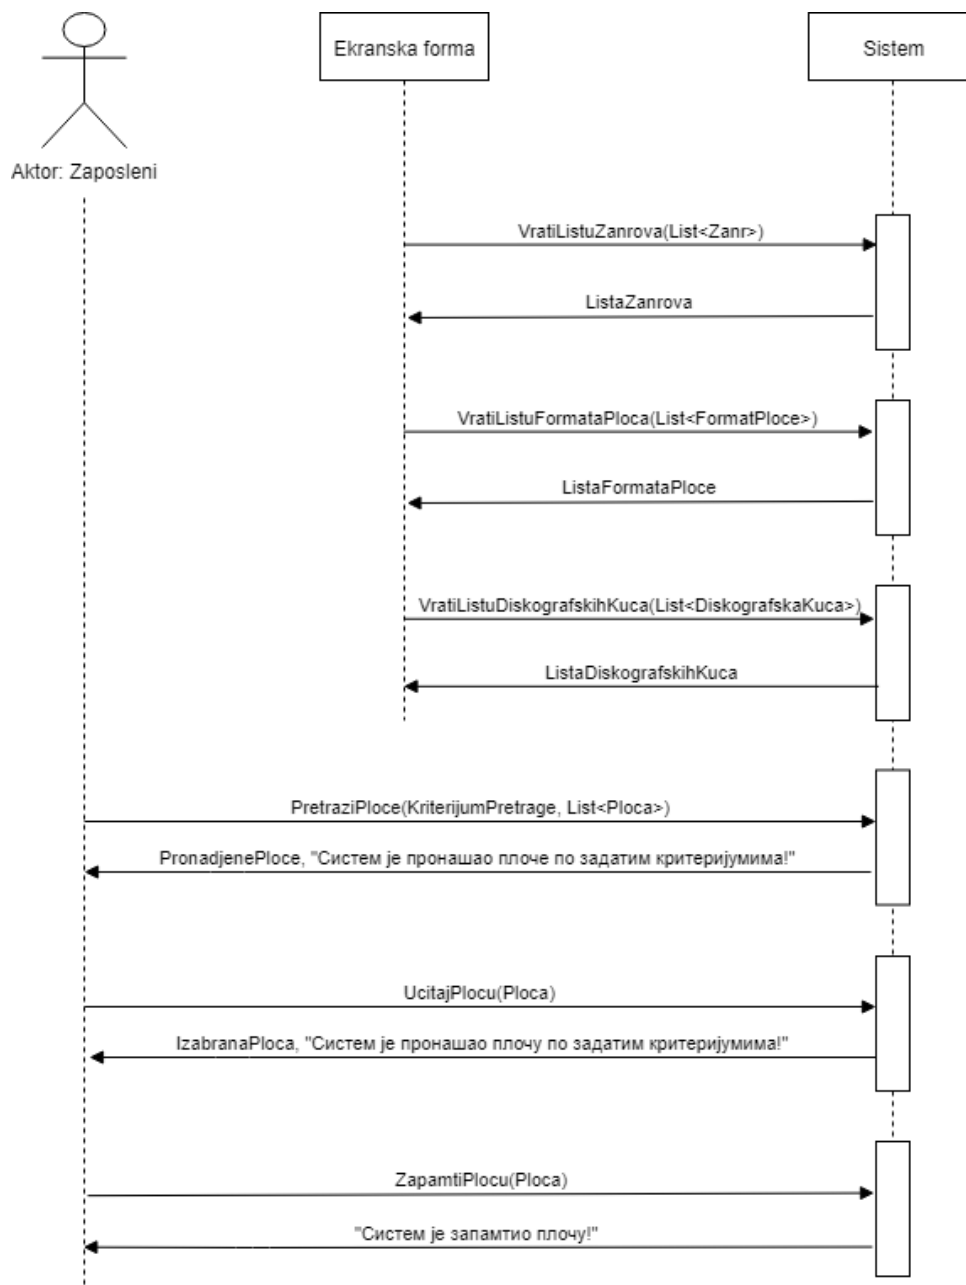 Ekranska forma
Sistem
Aktor: Zaposleni
VratiListuZanrova(List<Zanr>)
ListaZanrova
VratiListuFormataPloca(List<FormatPloce>)
ListaFormataPloce
VratiListuDiskografskihKuca(List<DiskografskaKuca>)
ListaDiskografskihKuca
PretraziPloce(KriterijumPretrage, List<Ploca>)
PronadjenePloce, "Систем је пронашао плоче по задатим критеријумима!"
UcitajPlocu(Ploca)
IzabranaPloca, "Систем је пронашао плочу по задатим критеријумима!"
ZapamtiPlocu(Ploca)
"Систем је запамтио плочу!"